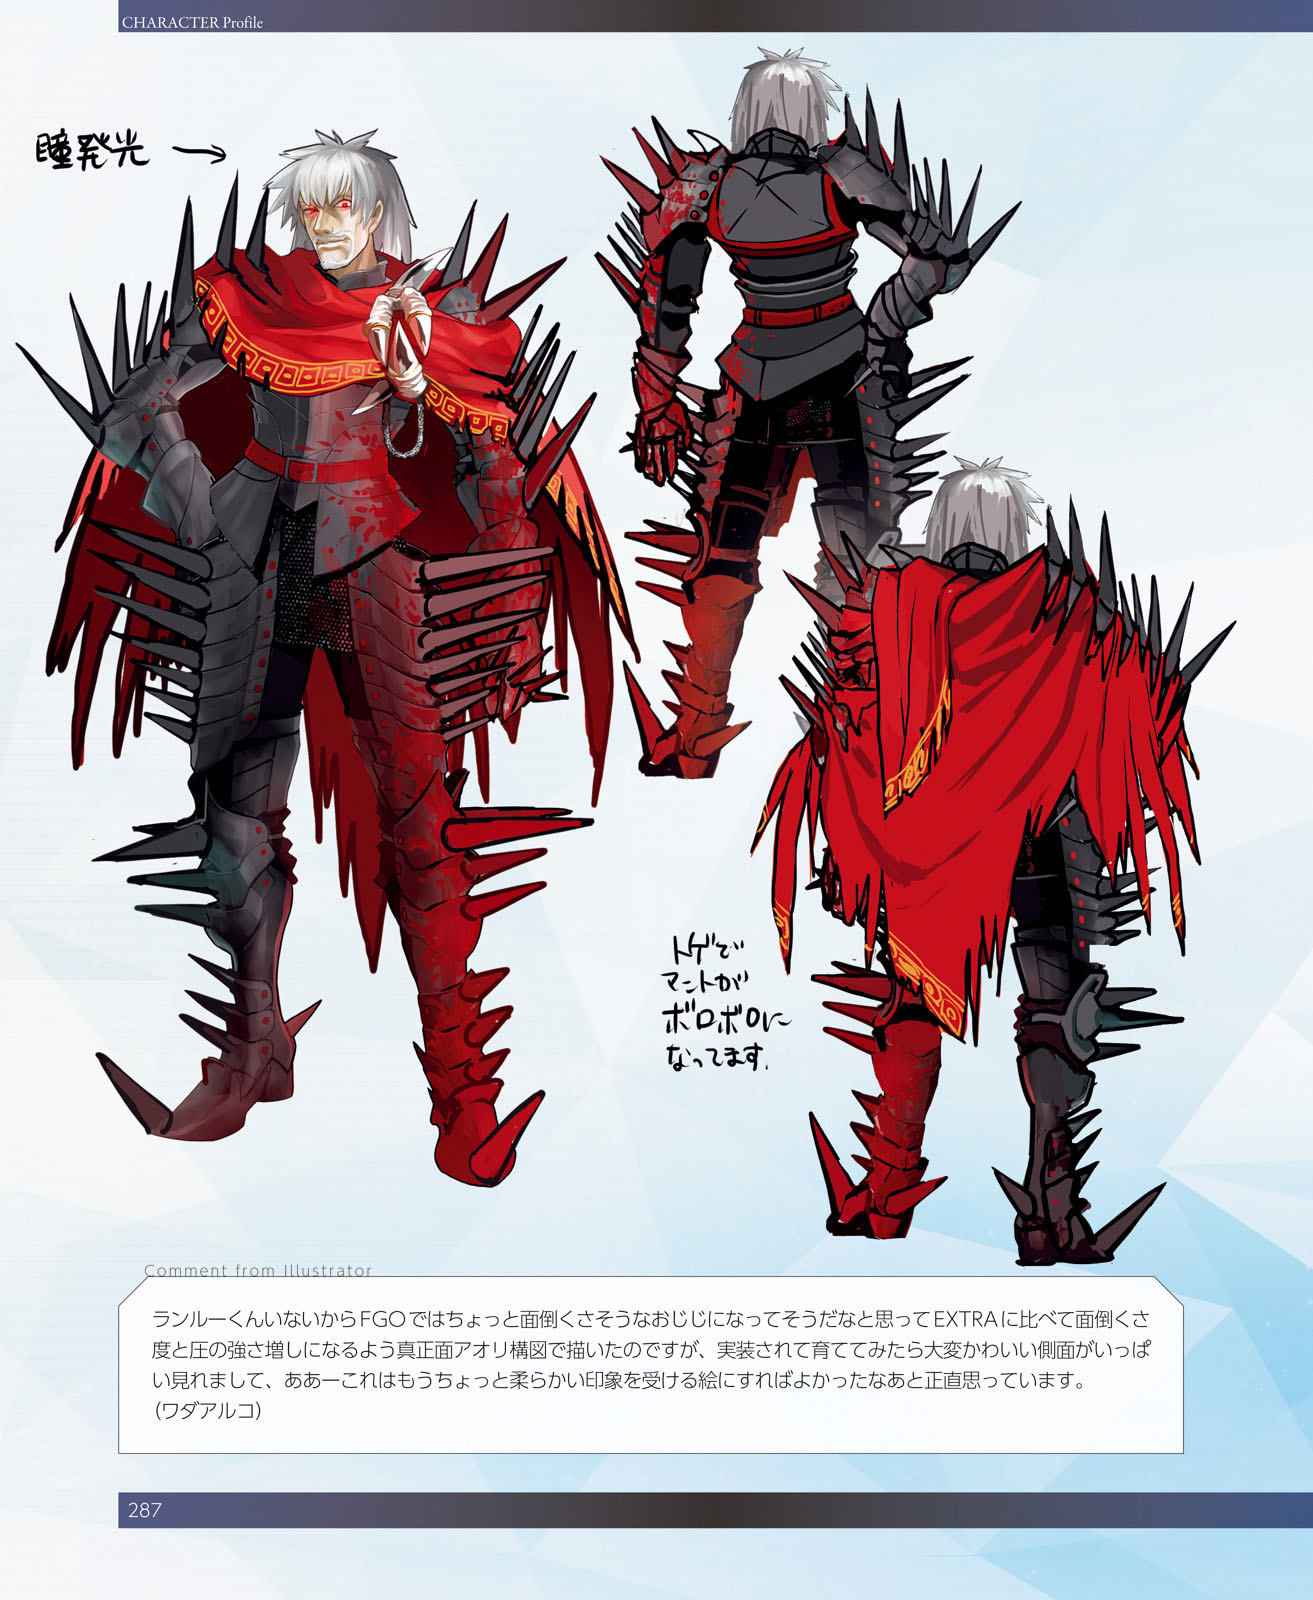 CHARACTER Profile
瞳発光
トゲで
マントが
ボロボロに
なってます.
Comment from Illustrator
ランルーくんいないからFGOではちょっと面倒くさそうなおじじになってそうだなと思ってEXTRAに比べて面倒くさ
度と圧の強さ増しになるよう真正面アオリ構図で描いたのですが、実装されて育ててみたら大変かわいい側面がいっぱ
い見れまして、ああーこれはもうちょっと柔らかい印象を受ける絵にすればよかったなあと正直思っています。
（ワダアルコ）
287